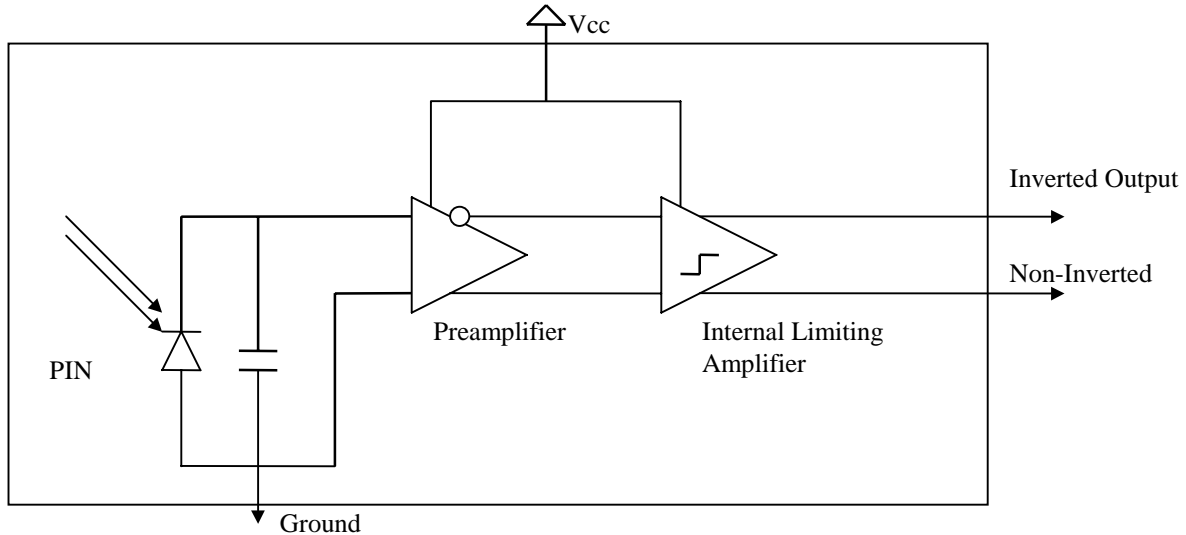 Vcc
Inverted Output
Non-Inverted
Preamplifier
Internal Limiting
Amplifier
PIN
Ground